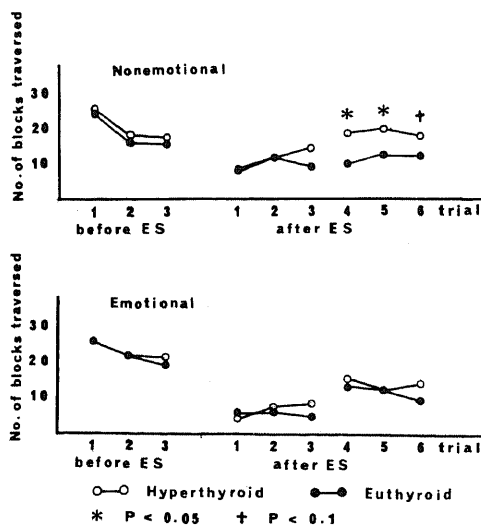 No. of blocks traversed
Nonemotional
30
20
10
* * †
1 2 3 1 2 3 4 5 6 trial
before ES after ES
No. of blocks traversed
Emotional
30
20
10
1 2 3 1 2 3 4 5 6 trial
before ES after ES
Hyperthyroid Euthyroid
* P < 0.05 † P < 0.1